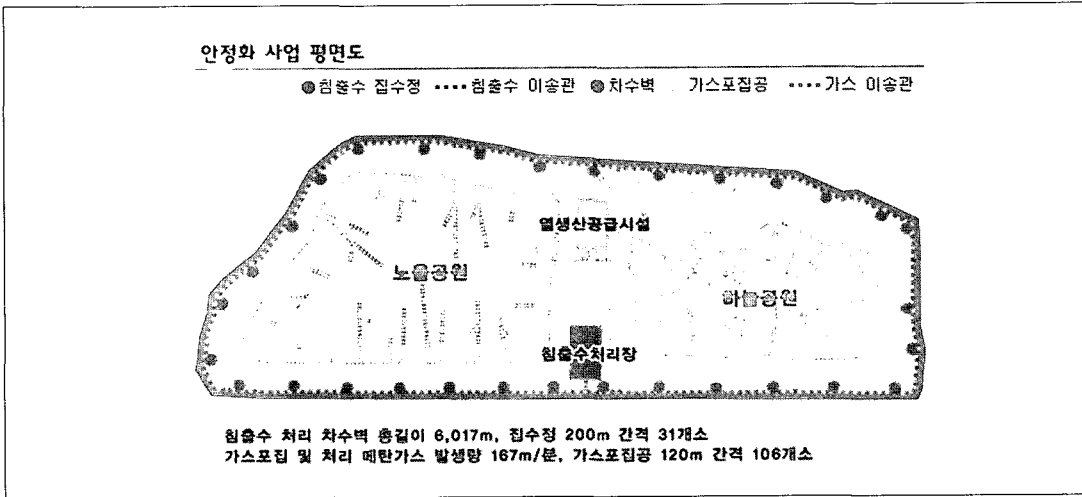 안정화 사업 평면도
침출수 집수정 침출수 이송관 차수벽 가스포집공 가스 이송관
열생산공급시설
노을공원
하늘공원
침출수처리장
침출수 처리 차수벽 총길이 6,017m, 집수정 200m 간격 31개소
가스포집 및 처리 메탄가스 발생량 167m/분, 가스포집공 120m 간격 106개소